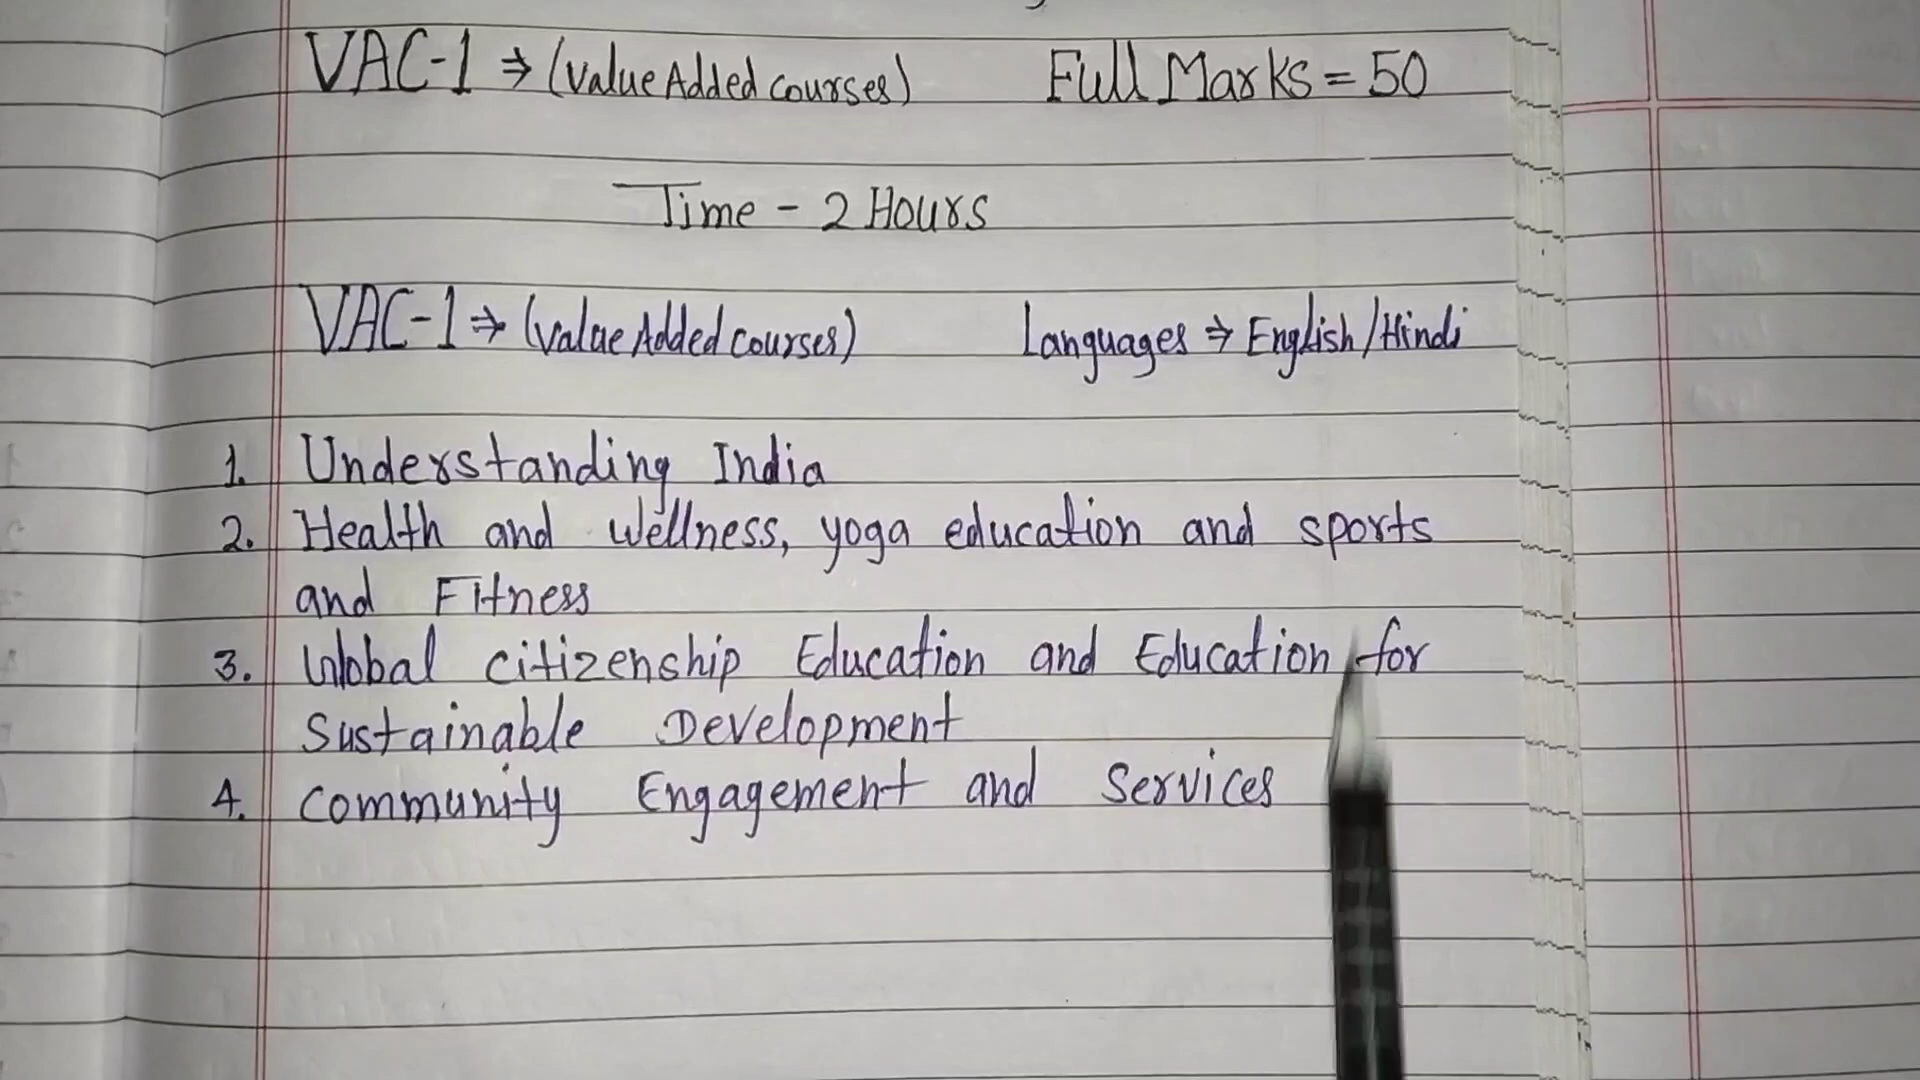 VAC-1 ⇒ (Value Added courses) Full Marks = 50
Time - 2 Hours
VAC-1 ⇒ (Value Added courses) Languages ⇒ English/Hindi
1. Understanding India
2. Health and wellness, yoga education and sports
and Fitness
3. Global citizenship Education and Education for
Sustainable Development
4. Community Engagement and Services